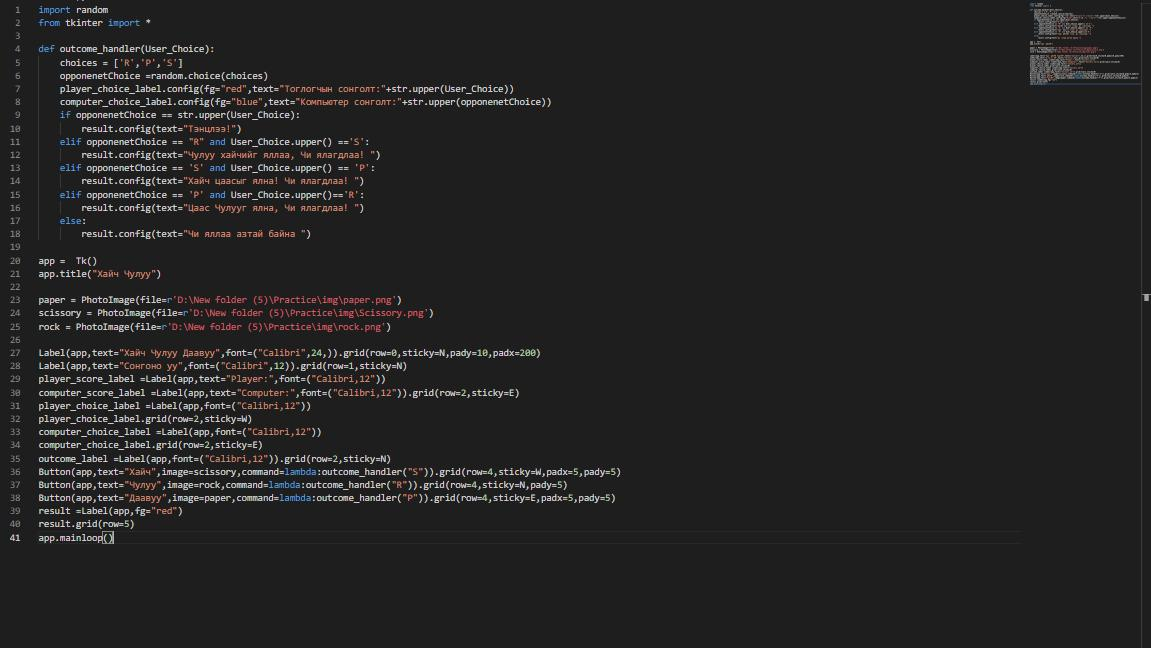 1 import random
2 from tkinter import *
3
4 def outcome_handler(User_Choice):
5     choices = ['R','P','S']
6     opponenetChoice =random.choice(choices)
7     player_choice_label.config(fg="red",text="Тоглогчын сонголт:"+str.upper(User_Choice))
8     computer_choice_label.config(fg="blue",text="Компьютер сонголт:"+str.upper(opponenetChoice))
9     if opponenetChoice == str.upper(User_Choice):
10         result.config(text="Тэнцлээ!")
11     elif opponenetChoice == "R" and User_Choice.upper() =='S':
12         result.config(text="Чулуу хайчийг яллаа, Чи ялагдлаа! ")
13     elif opponenetChoice == 'S' and User_Choice.upper() == 'P':
14         result.config(text="Хайч цаасыг ялна! Чи ялагдлаа! ")
15     elif opponenetChoice == 'P' and User_Choice.upper()=='R':
16         result.config(text="Цаас Чулууг ялна, Чи ялагдлаа! ")
17     else:
18         result.config(text="Чи яллаа азтай байна ")
19
20 app =  Tk()
21 app.title("Хайч Чулуу")
22
23 paper = PhotoImage(file=r'D:\New folder (5)\Practice\img\paper.png')
24 scissory = PhotoImage(file=r'D:\New folder (5)\Practice\img\Scissory.png')
25 rock = PhotoImage(file=r'D:\New folder (5)\Practice\img\rock.png')
26
27 Label(app,text="Хайч Чулуу Даавуу",font=("Calibri",24,)).grid(row=0,sticky=N,pady=10,padx=200)
28 Label(app,text="Сонгоно уу",font=("Calibri",12)).grid(row=1,sticky=N)
29 player_score_label =Label(app,text="Player:",font=("Calibri,12"))
30 computer_score_label =Label(app,text="Computer:",font=("Calibri,12")).grid(row=2,sticky=E)
31 player_choice_label =Label(app,font=("Calibri,12"))
32 player_choice_label.grid(row=2,sticky=W)
33 computer_choice_label =Label(app,font=("Calibri,12"))
34 computer_choice_label.grid(row=2,sticky=E)
35 outcome_label =Label(app,font=("Calibri,12")).grid(row=2,sticky=N)
36 Button(app,text="Хайч",image=scissory,command=lambda:outcome_handler("S")).grid(row=4,sticky=W,padx=5,pady=5)
37 Button(app,text="Чулуу",image=rock,command=lambda:outcome_handler("R")).grid(row=4,sticky=N,pady=5)
38 Button(app,text="Даавуу",image=paper,command=lambda:outcome_handler("P")).grid(row=4,sticky=E,padx=5,pady=5)
39 result =Label(app,fg="red")
40 result.grid(row=5)
41 app.mainloop()